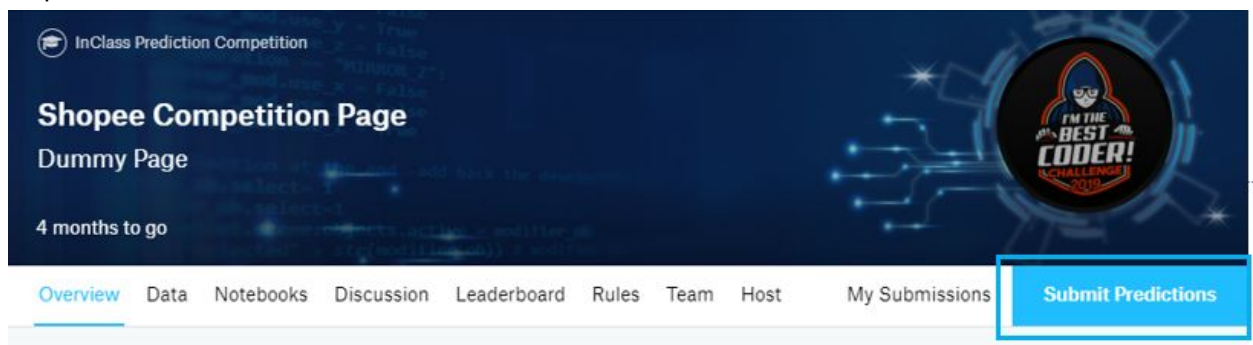 InClass Prediction Competition
Shopee Competition Page
Dummy Page
4 months to go
I'M THE
BEST
CODER!
CHALLENGE
2019
Overview Data Notebooks Discussion Leaderboard Rules Team Host My Submissions Submit Predictions